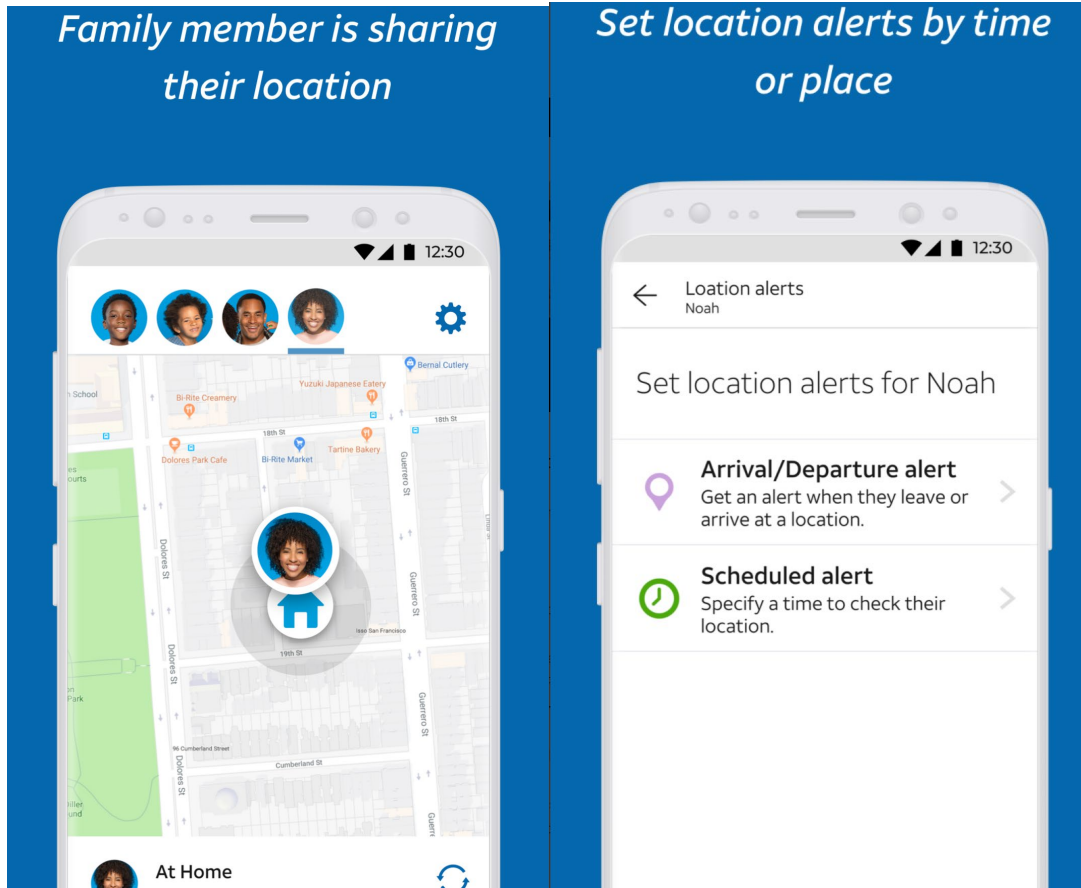 Family member is sharing
their location
12:30
Bernal Cutlery
School
Yuzuki Japanese Eatery
Bi-Rite Creamery
18th St
18th St
Dolores Park Cafe
Bi-Rite Market
Tartine Bakery
Guerrero St
Dolores St
Guerrero St
Isso San Francisco
19th St
Dolores St
Park
Guerrero St
96 Cumberland Street
Cumberland St
Dolores St
At Home
Set location alerts by time
or place
12:30
Loation alerts
Noah
Set location alerts for Noah
Arrival/Departure alert
Get an alert when they leave or
arrive at a location.
Scheduled alert
Specify a time to check their
location.